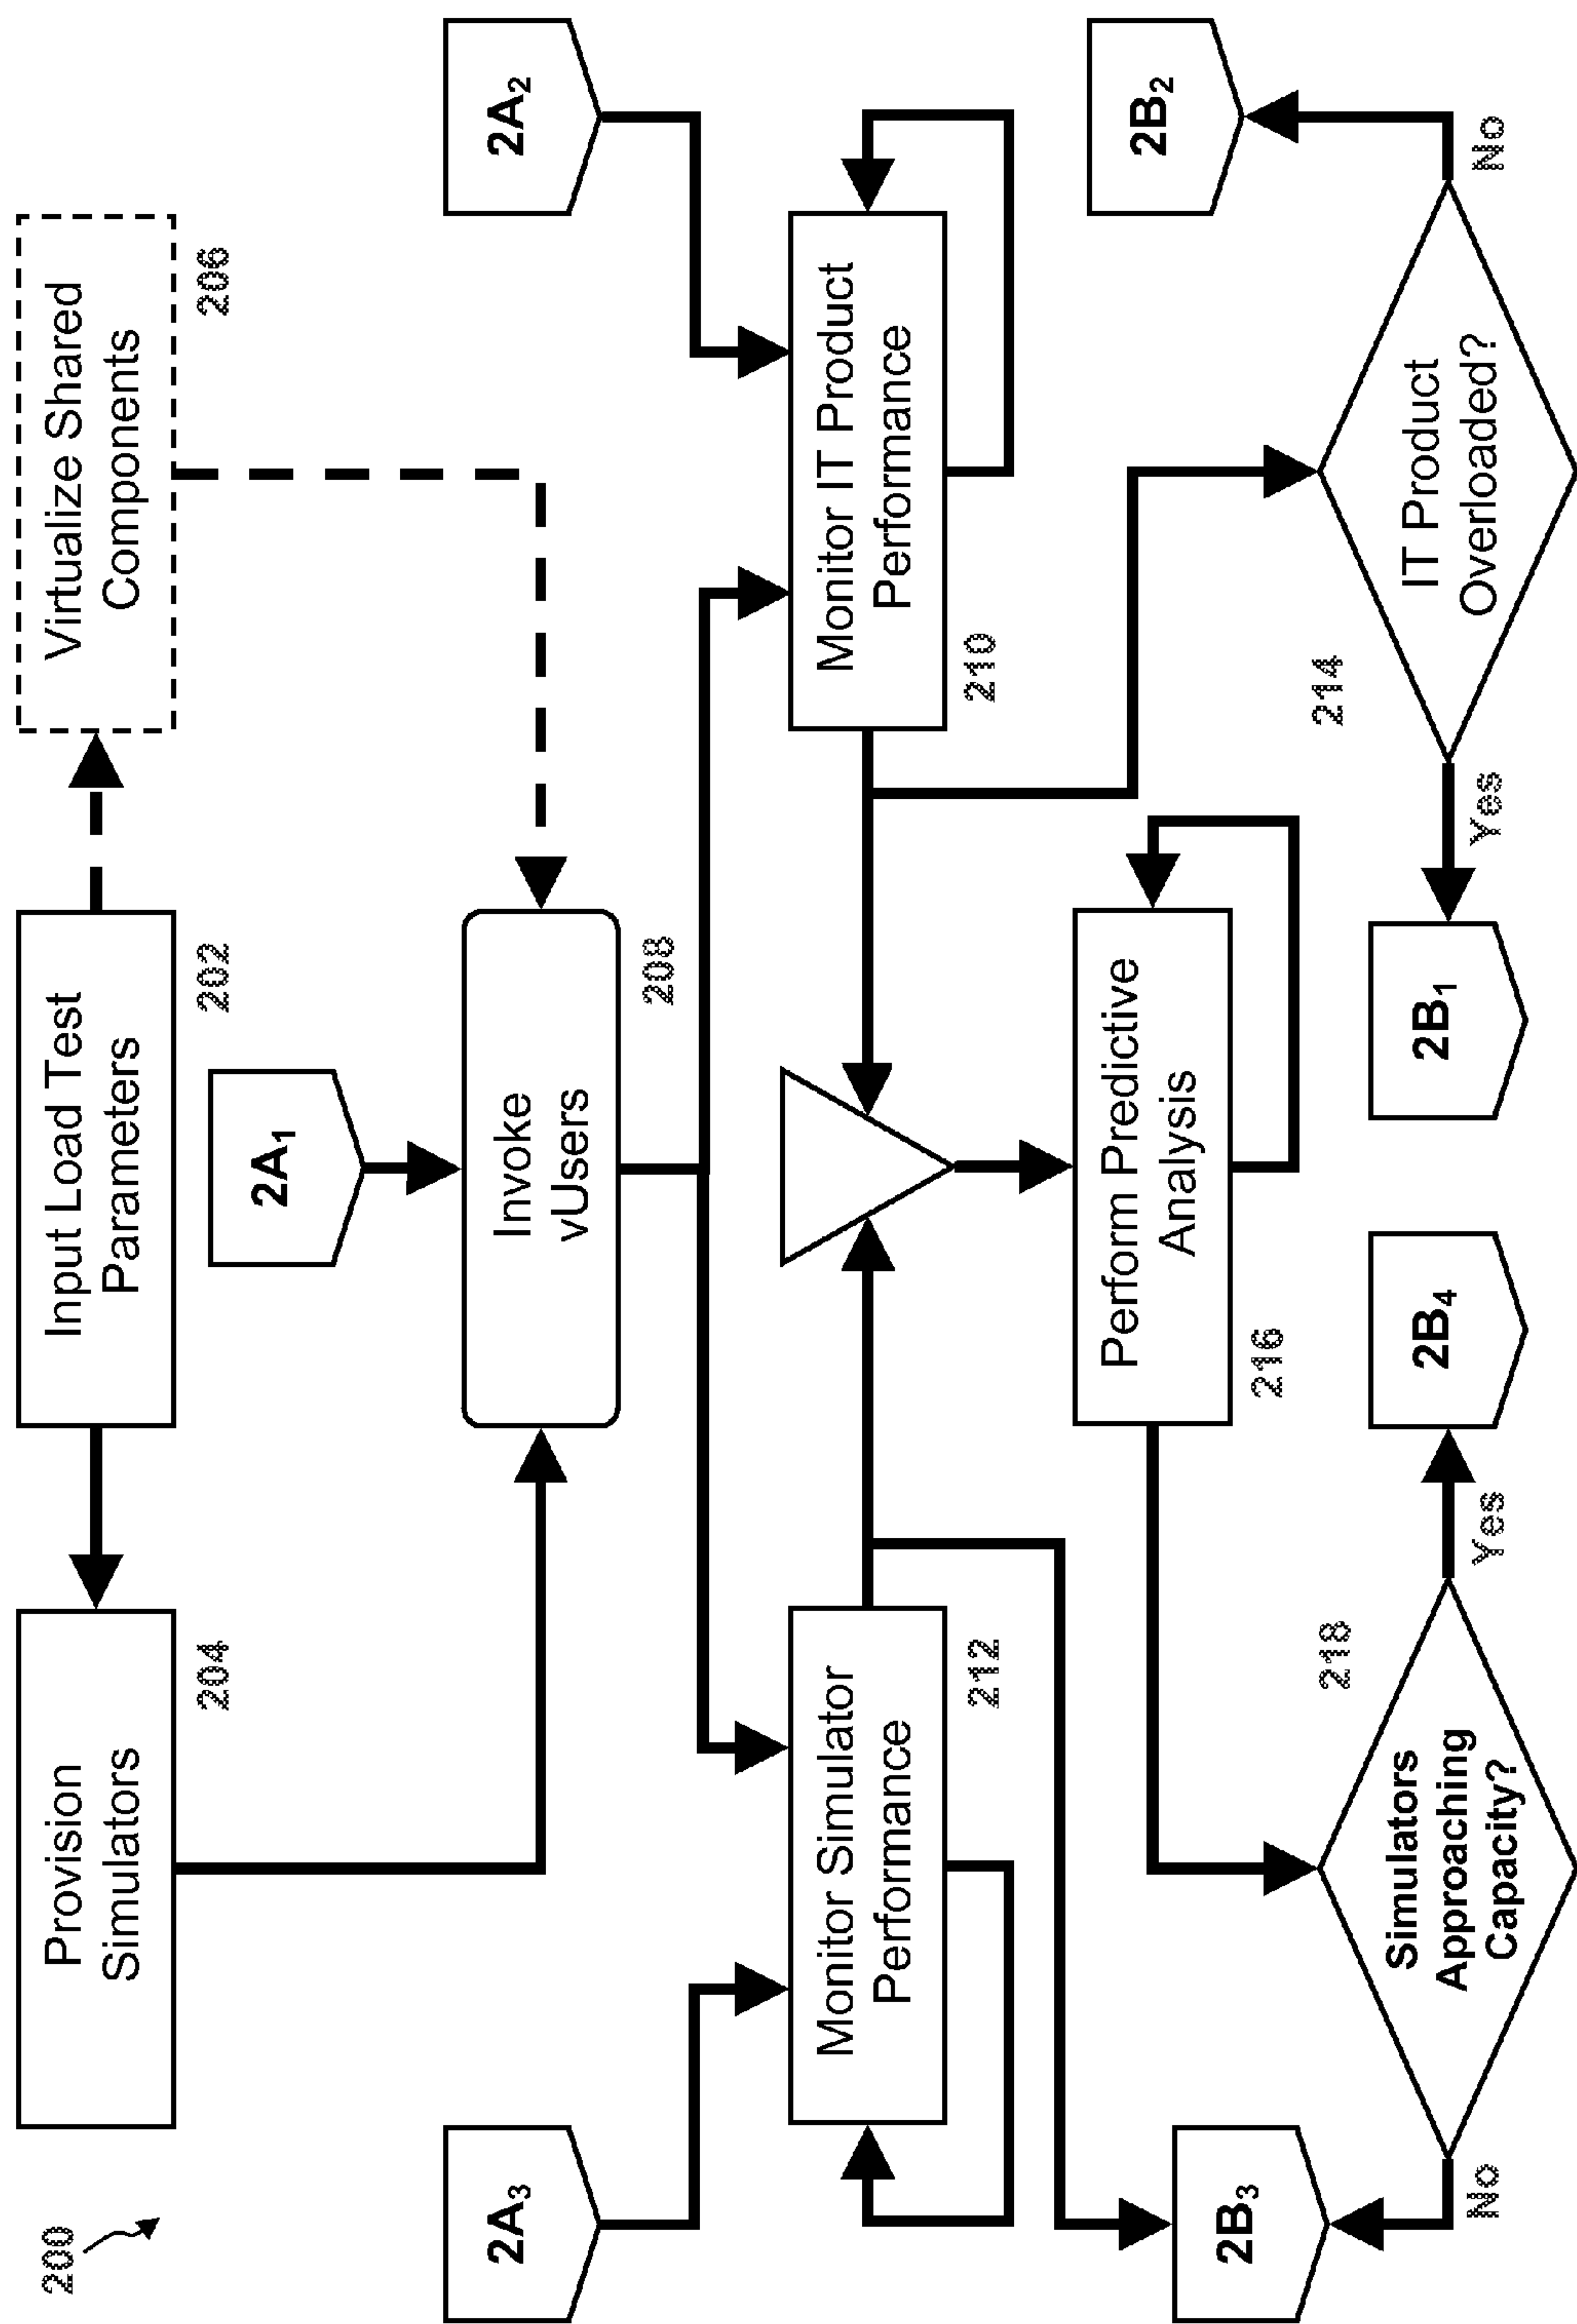 200
Provision
Simulators
204
Input Load Test
Parameters
202
Virtualize Shared
Components
206
2A₁
2A₃
Invoke
vUsers
208
2A₂
Monitor Simulator
Performance
212
Monitor IT Product
Performance
210
Perform Predictive
Analysis
216
2B₃
2B₂
Simulators
Approaching
Capacity?
218
No
Yes
2B₄
2B₁
IT Product
Overloaded?
214
Yes
No